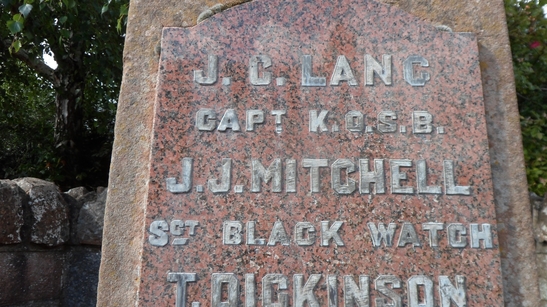 J. C. LANG
CAPT K.O.S.B.
J.J. MITCHELL
SGT BLACK WATCH
T. DICKINSON